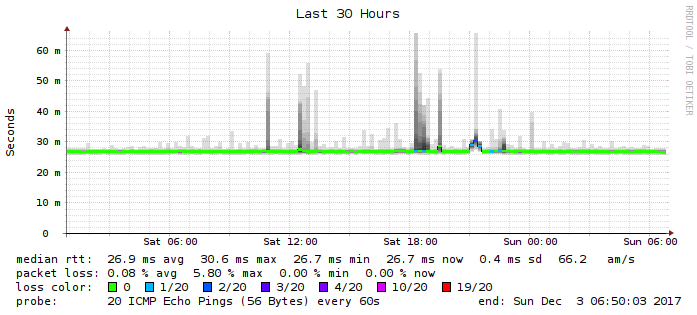 Last 30 Hours
RRDTOOL / TOBI OETIKER
Seconds
60 m
50 m
40 m
30 m
20 m
10 m
0
Sat 06:00 Sat 12:00 Sat 18:00 Sun 00:00 Sun 06:00
median rtt: 26.9 ms avg 30.6 ms max 26.7 ms min 26.7 ms now 0.4 ms sd 66.2 am/s
packet loss: 0.08 % avg 5.80 % max 0.00 % min 0.00 % now
loss color: 0 1/20 2/20 3/20 4/20 10/20 19/20
probe: 20 ICMP Echo Pings (56 Bytes) every 60s end: Sun Dec 3 06:50:03 2017